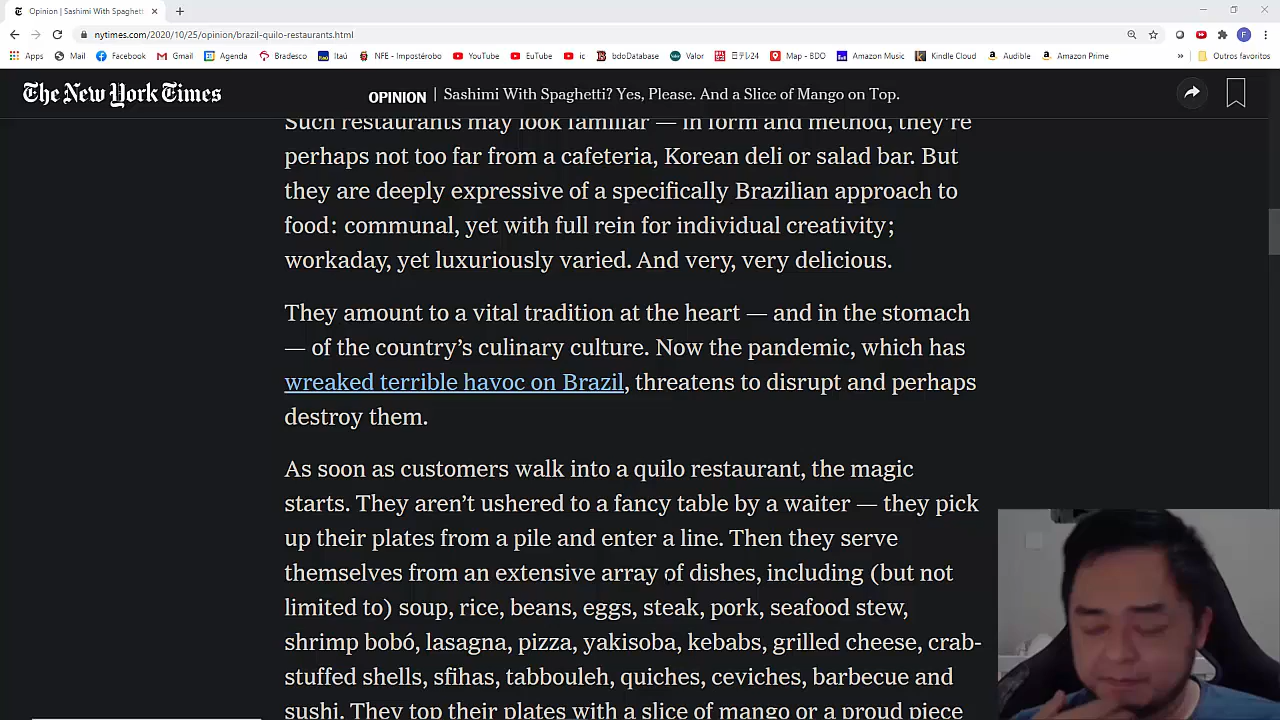 Opinion | Sashimi With Spaghett
nytimes.com/2020/10/25/opinion/brazil-quilo-restaurants.html
Apps Mail Facebook Gmail Agenda Bradesco Itaú NFE - Impostérobo YouTube EuTube ic bdoDatabase Valor 豆テレ24 Map - BDO Amazon Music Kindle Cloud Audible Amazon Prime » Outros favoritos
The New York Times OPINION | Sashimi With Spaghetti? Yes, Please. And a Slice of Mango on Top.
Such restaurants may look familiar — in form and method, they're
perhaps not too far from a cafeteria, Korean deli or salad bar. But
they are deeply expressive of a specifically Brazilian approach to
food: communal, yet with full rein for individual creativity;
workaday, yet luxuriously varied. And very, very delicious.
They amount to a vital tradition at the heart — and in the stomach
— of the country's culinary culture. Now the pandemic, which has
wreaked terrible havoc on Brazil, threatens to disrupt and perhaps
destroy them.
As soon as customers walk into a quilo restaurant, the magic
starts. They aren't ushered to a fancy table by a waiter — they pick
up their plates from a pile and enter a line. Then they serve
themselves from an extensive array of dishes, including (but not
limited to) soup, rice, beans, eggs, steak, pork, seafood stew,
shrimp bobó, lasagna, pizza, yakisoba, kebabs, grilled cheese, crab-
stuffed shells, sfihas, tabbouleh, quiches, ceviches, barbecue and
sushi. They top their plates with a slice of mango or a proud piece